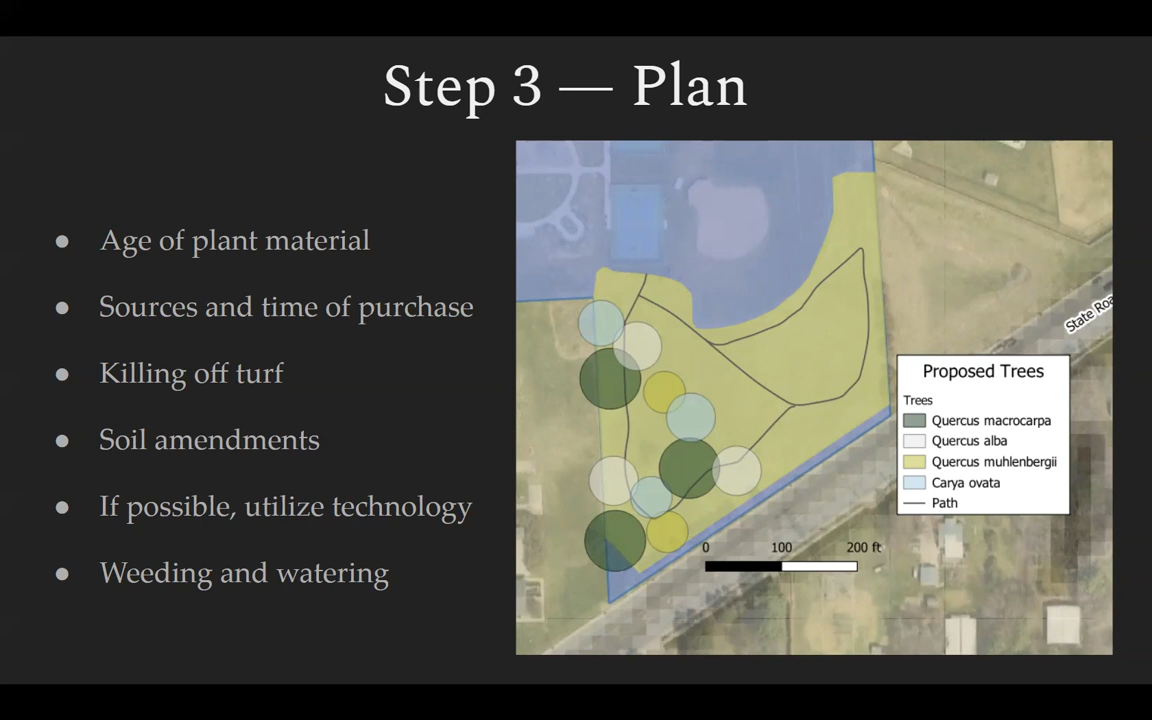 Step 3 — Plan
● Age of plant material
● Sources and time of purchase
● Killing off turf
● Soil amendments
● If possible, utilize technology
● Weeding and watering
State Roa
Proposed Trees
Trees
Quercus macrocarpa
Quercus alba
Quercus muhlenbergii
Carya ovata
Path
0 100 200 ft